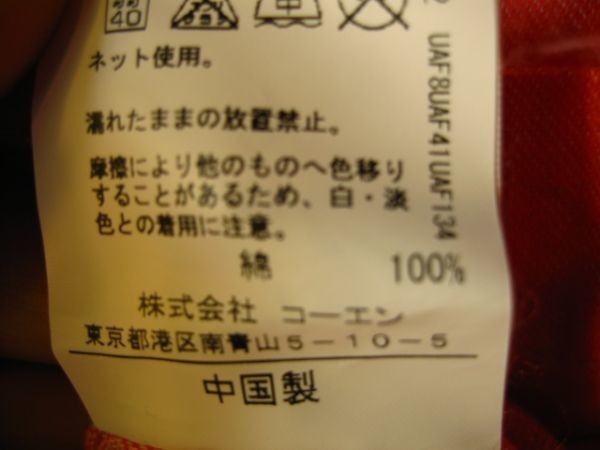 弱
40
ネット使用。
濡れたままの放置禁止。
摩擦により他のものへ色移り
することがあるため、白・淡
色との着用に注意。
綿 100%
株式会社 コーエン
東京都港区南青山5-10-5
中国製
UAF8UAF41UAF134